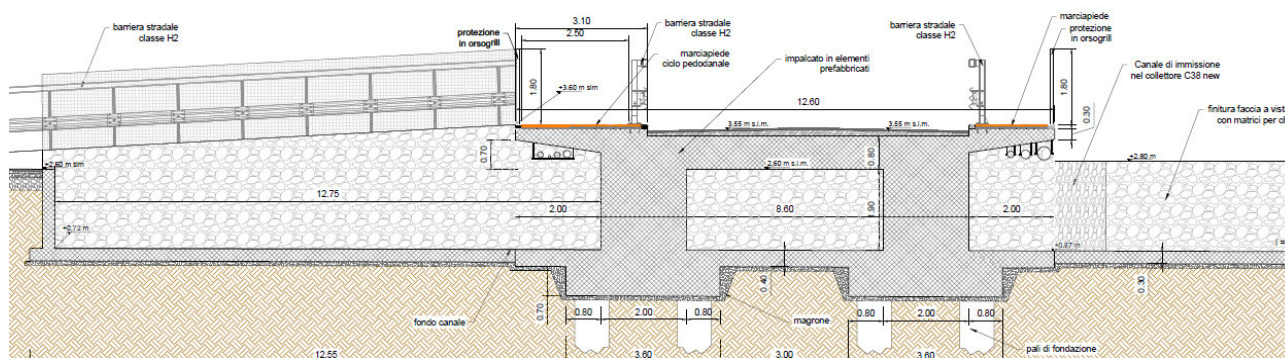 barriera stradale
classe H2
protezione
in orsogrill
3.10
2.50
barriera stradale
classe H2
marciapiede
ciclo pedodanale
impalcato in elementi
prefabbricati
barriera stradale
classe H2
marciapiede
protezione
in orsogrill
Canale di immissione
nel collettore C38 new
finitura faccia a vist
con matrici per cl
1.80
1.80
+3.60 m slm
12.60
0.30
3.55 m s.l.m.
3.55 m s.l.m.
0.70
0.80
+2.60 m slm
2.60 m s.l.m.
+2.80 m
12.75
2.00
8.60
1.90
2.00
+0.73 m
+0.87 m
0.70
0.40
0.30
fondo canale
0.80
2.00
0.80
magrone
0.80
2.00
0.80
pali di fondazione
12.55
3.60
3.00
3.60